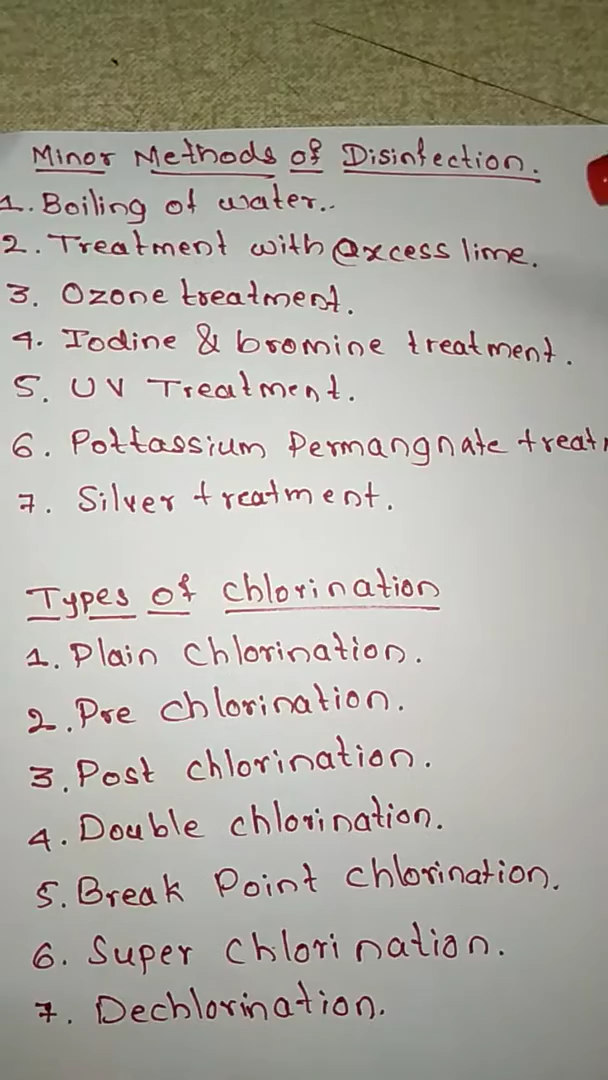 Minor Methods of Disinfection.
1. Boiling of water..
2. Treatment with excess lime.
3. Ozone treatment.
4. Iodine & bromine treatment.
5. UV Treatment.
6. Pottassium Permangnate treatm
7. Silver treatment.
Types of chlorination
1. Plain chlorination.
2. Pre chlorination.
3. Post chlorination.
4. Double chlorination.
5. Break Point chlorination.
6. Super chlorination.
7. Dechlorination.